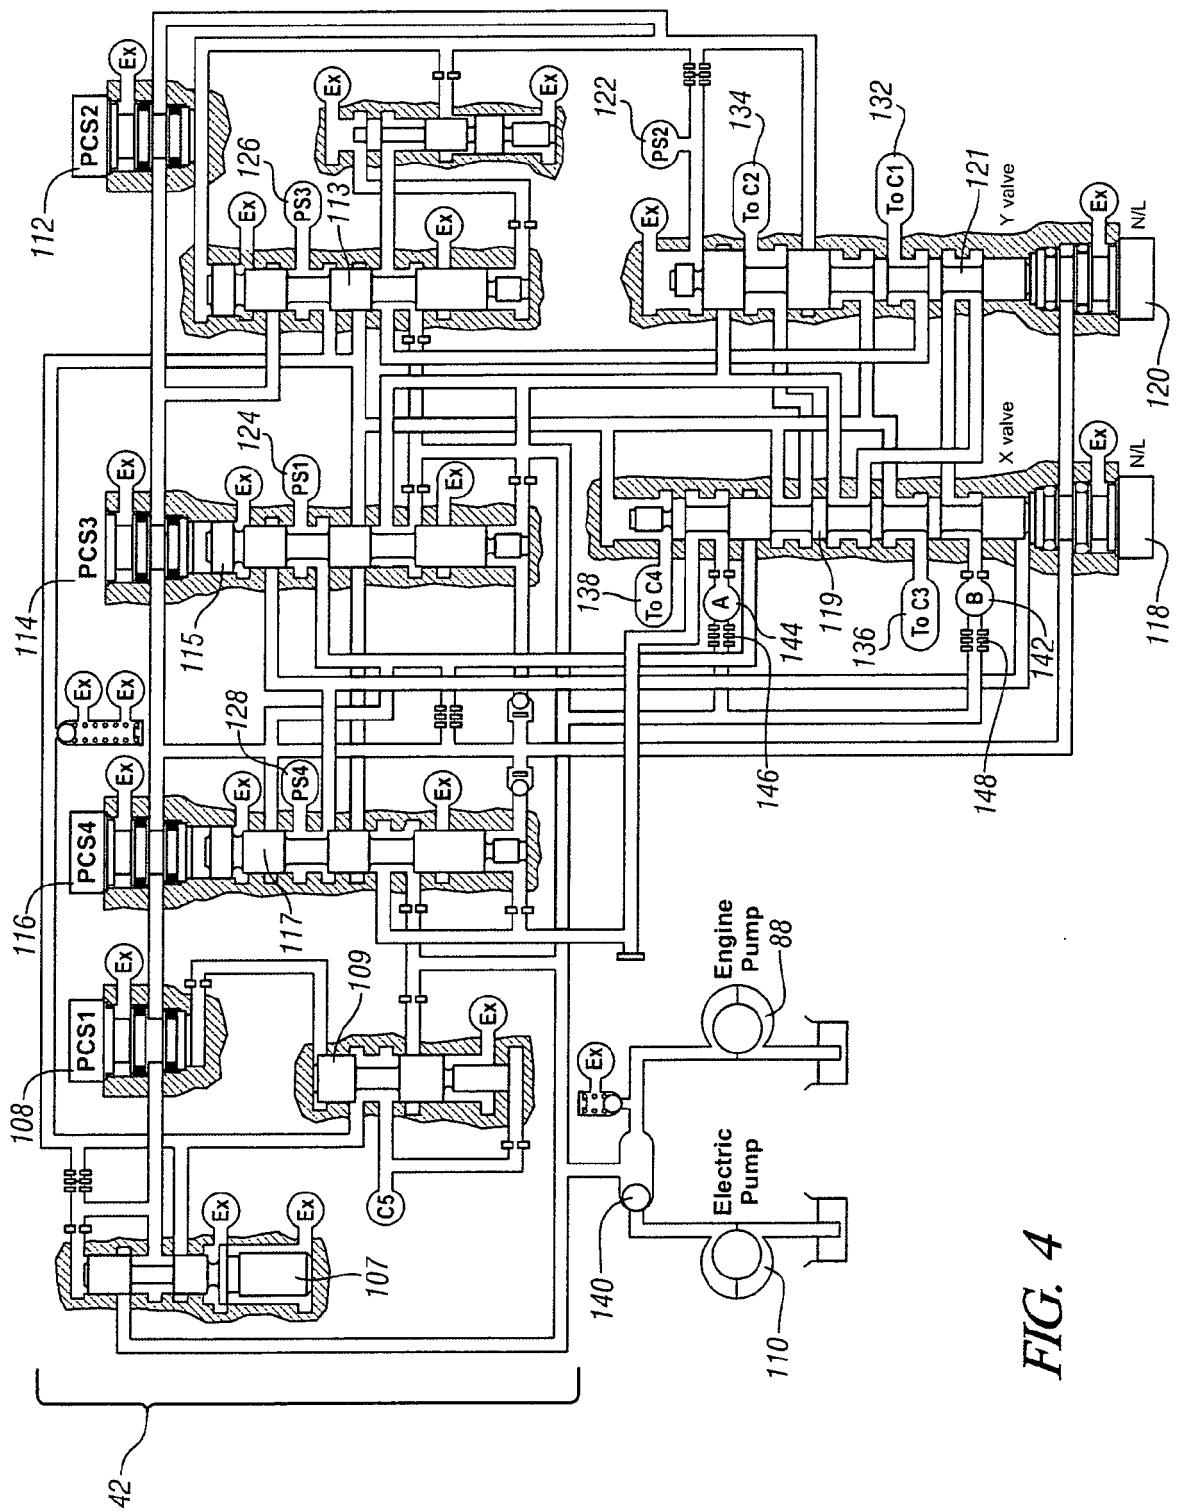 PCS2
Ex
112
Ex
Ex
122
PS2
134
To C2
132
To C1
121
Y valve
Ex
N/L
120
126
PS3
113
Ex
Ex
Ex
PCS3
114
Ex
115
Ex
124
PS1
Ex
138
To C4
A
144
146
119
136
To C3
B
142
148
X valve
Ex
N/L
118
Ex
Ex
PCS4
116
Ex
117
Ex
128
PS4
Ex
PCS1
108
Ex
109
Ex
C5
Ex
Ex
107
42
Ex
140
Engine
Pump
88
Electric
Pump
110
FIG. 4